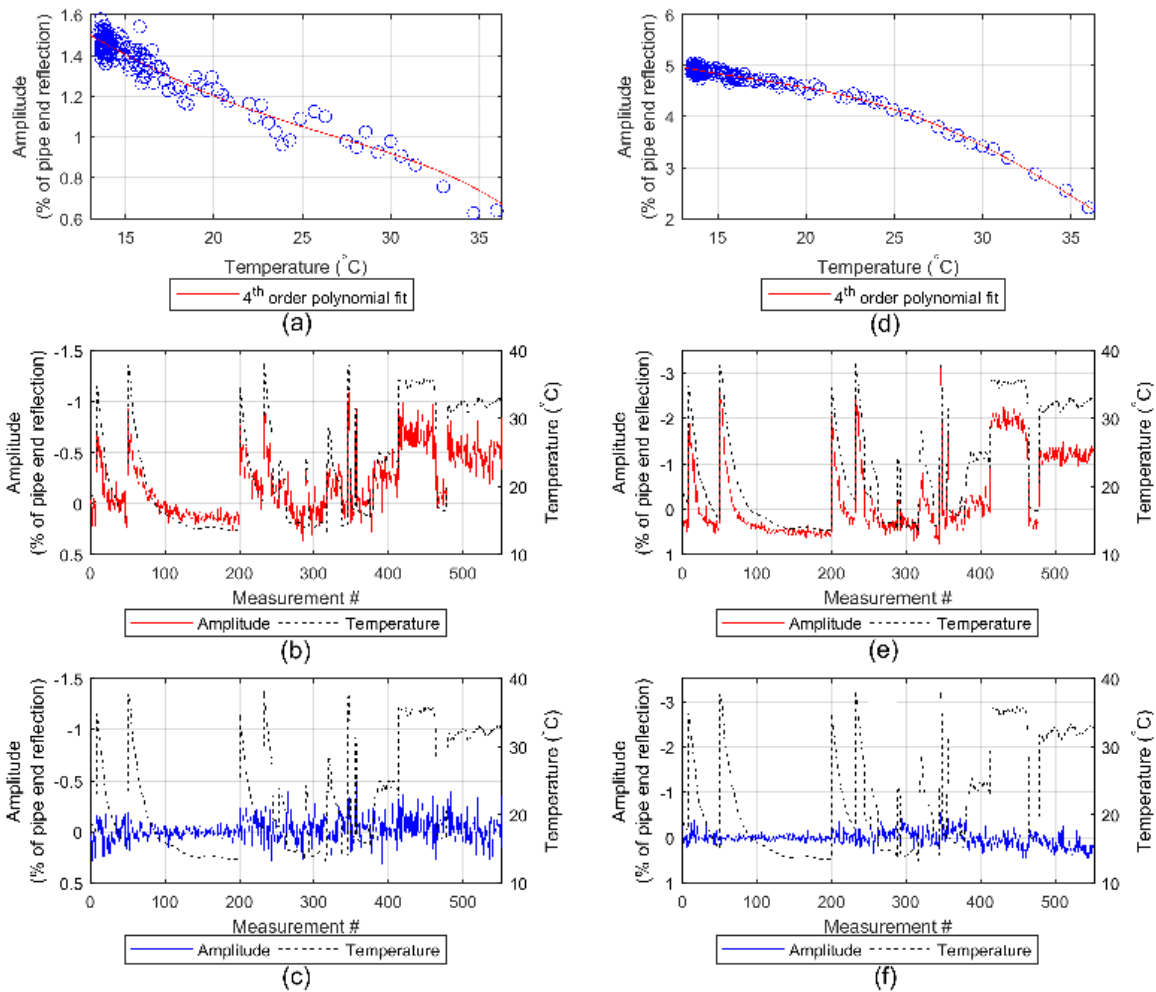 1.6
1.4
1.2
1
0.8
0.6
Amplitude
(% of pipe end reflection)
15 20 25 30 35
Temperature (°C)
4th order polynomial fit
(a)
6
5
4
3
2
Amplitude
(% of pipe end reflection)
15 20 25 30 35
Temperature (°C)
4th order polynomial fit
(d)
-1.5
-1
-0.5
0
0.5
Amplitude
(% of pipe end reflection)
40
30
20
10
Temperature (°C)
0 100 200 300 400 500
Measurement #
Amplitude Temperature
(b)
-3
-2
-1
0
1
Amplitude
(% of pipe end reflection)
40
30
20
10
Temperature (°C)
0 100 200 300 400 500
Measurement #
Amplitude Temperature
(e)
-1.5
-1
-0.5
0
0.5
Amplitude
(% of pipe end reflection)
40
30
20
10
Temperature (°C)
0 100 200 300 400 500
Measurement #
Amplitude Temperature
(c)
-3
-2
-1
0
1
Amplitude
(% of pipe end reflection)
40
30
20
10
Temperature (°C)
0 100 200 300 400 500
Measurement #
Amplitude Temperature
(f)